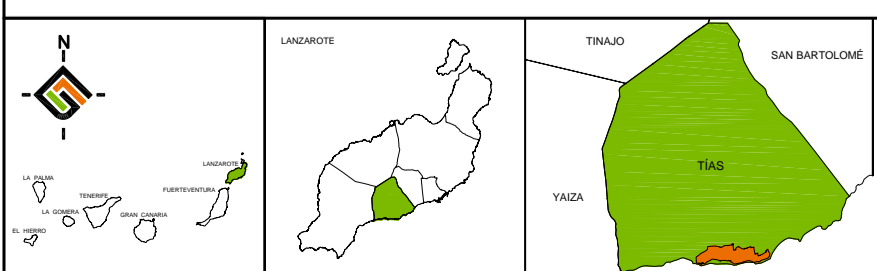 N
LANZAROTE
LA PALMA
TENERIFE
FUERTEVENTURA
LA GOMERA
GRAN CANARIA
EL HIERRO
LANZAROTE
TINAJO
SAN BARTOLOMÉ
TÍAS
YAIZA